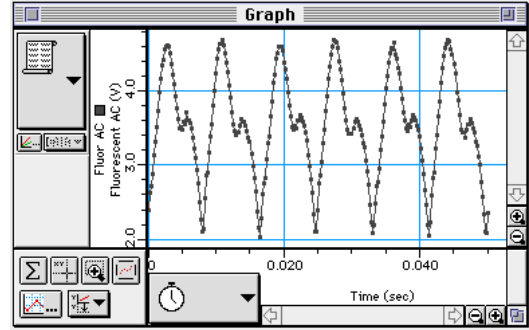 Graph
Fluor AC
Fluorescent AC (V)
4.0
3.0
2.0
0
0.020
0.040
Time (sec)
Σ